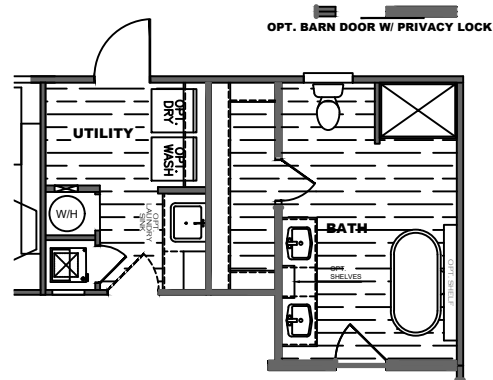 OPT. BARN DOOR W/ PRIVACY LOCK
UTILITY
OPT.
DRY
OPT.
WASH
W/H
OPT.
LAUNDRY
SINK
BATH
OPT.
SHELVES
OPT. SHELF